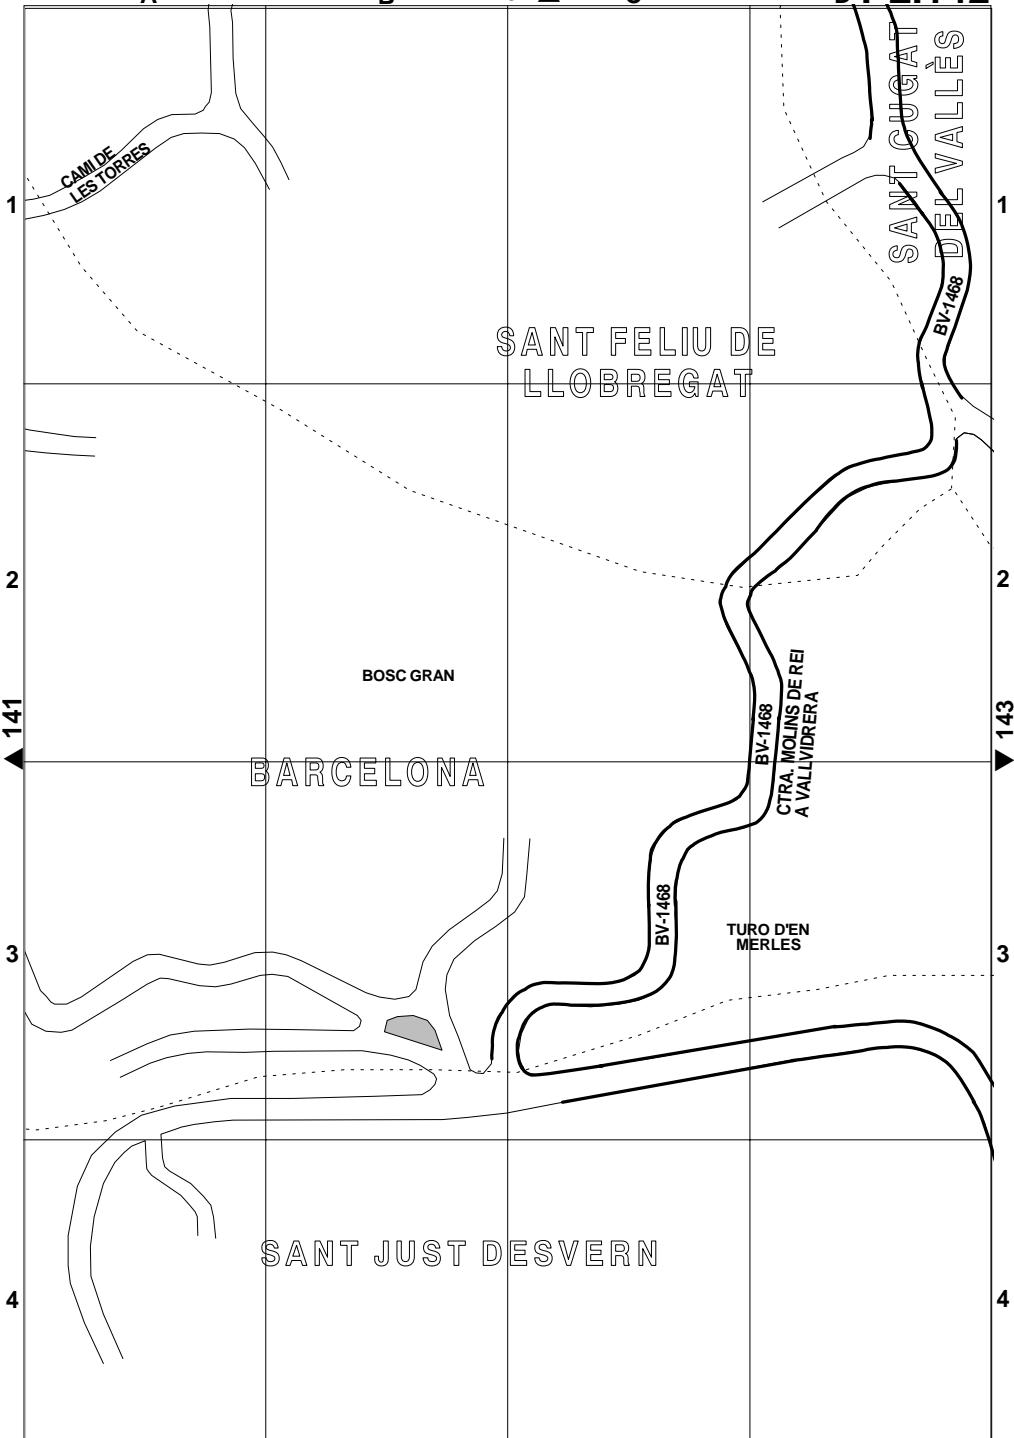 A B C D
SANT CUGAT
DEL VALLÈS
CAMI DE
LES TORRES
1 1
BV-1468
SANT FELIU DE
LLOBREGAT
2 2
BOSC GRAN
CTRA. MOLINS DE REI
A VALLVIDRERA
BV-1468
141 143
BARCELONA
BV-1468
TURO D'EN
MERLES
3 3
SANT JUST DESVERN
4 4